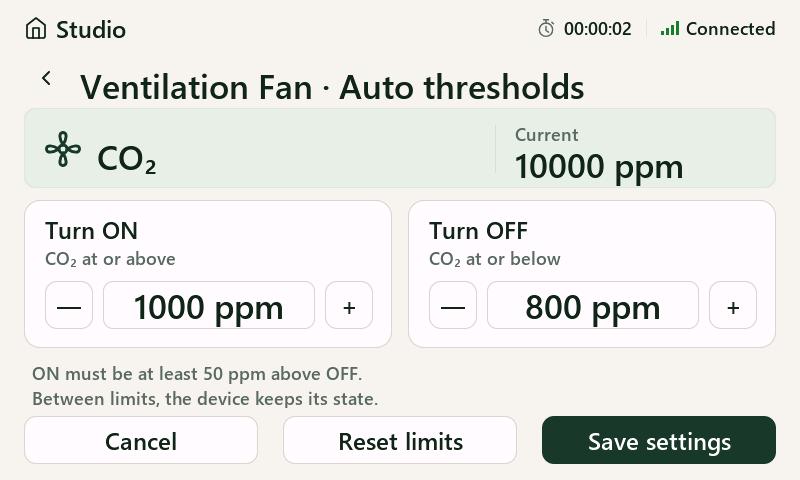 Studio
00:00:02
Connected
Ventilation Fan · Auto thresholds
CO₂
Current
10000 ppm
Turn ON
CO₂ at or above
— 1000 ppm +
Turn OFF
CO₂ at or below
— 800 ppm +
ON must be at least 50 ppm above OFF.
Between limits, the device keeps its state.
Cancel
Reset limits
Save settings